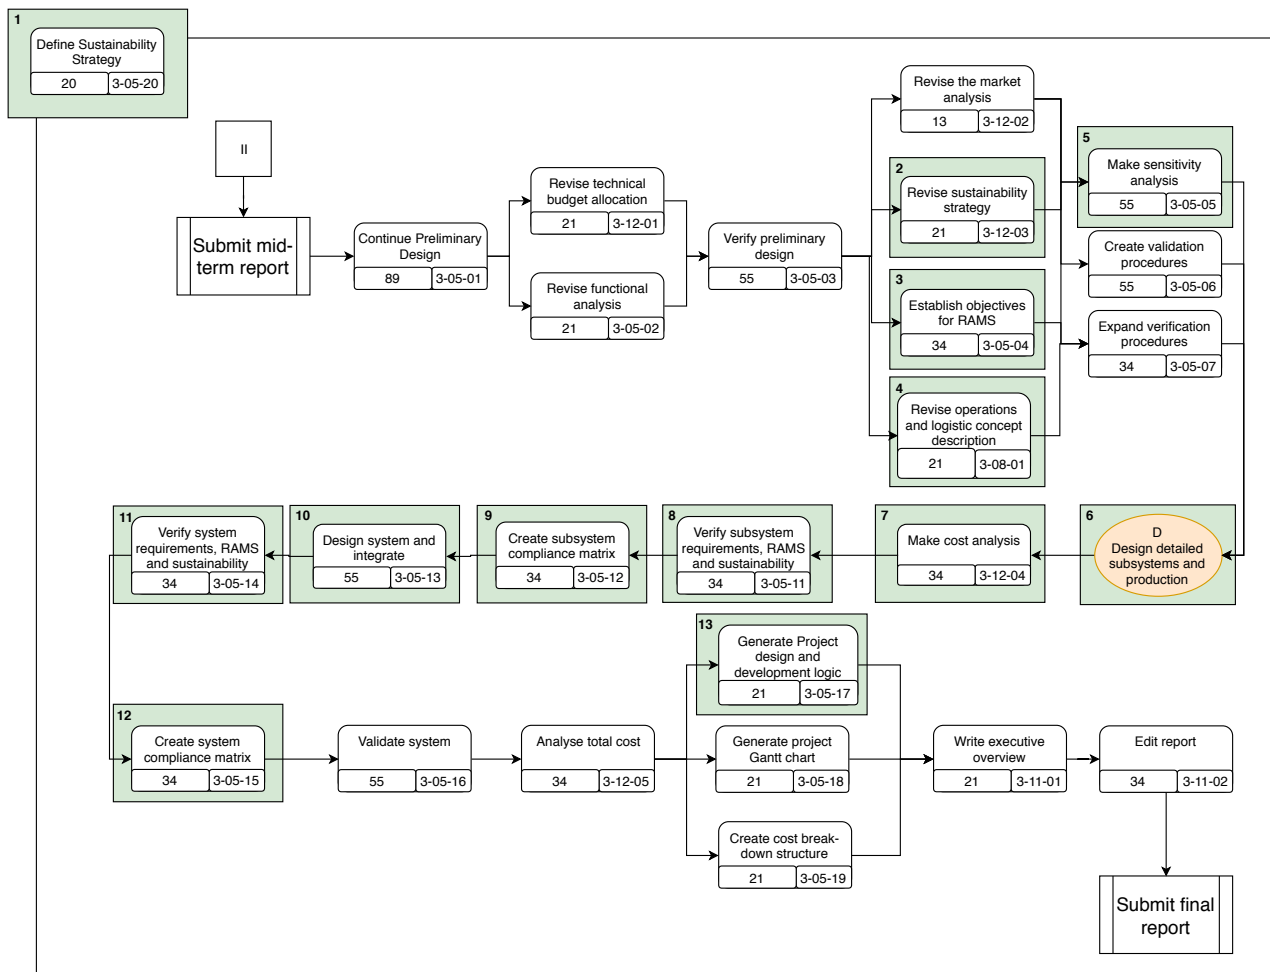 1
Define Sustainability
Strategy
20 3-05-20
II
Submit mid-
term report
Continue Preliminary
Design
89 3-05-01
Revise technical
budget allocation
21 3-12-01
Revise functional
analysis
21 3-05-02
Verify preliminary
design
55 3-05-03
Revise the market
analysis
13 3-12-02
2
Revise sustainability
strategy
21 3-12-03
3
Establish objectives
for RAMS
34 3-05-04
4
Revise operations
and logistic concept
description
21 3-08-01
5
Make sensitivity
analysis
55 3-05-05
Create validation
procedures
55 3-05-06
Expand verification
procedures
34 3-05-07
6
D
Design detailed
subsystems and
production
7
Make cost analysis
34 3-12-04
8
Verify subsystem
requirements, RAMS
and sustainability
34 3-05-11
9
Create subsystem
compliance matrix
34 3-05-12
10
Design system and
integrate
55 3-05-13
11
Verify system
requirements, RAMS
and sustainability
34 3-05-14
12
Create system
compliance matrix
34 3-05-15
Validate system
55 3-05-16
Analyse total cost
34 3-12-05
13
Generate Project
design and
development logic
21 3-05-17
Generate project
Gantt chart
21 3-05-18
Create cost break-
down structure
21 3-05-19
Write executive
overview
21 3-11-01
Edit report
34 3-11-02
Submit final
report